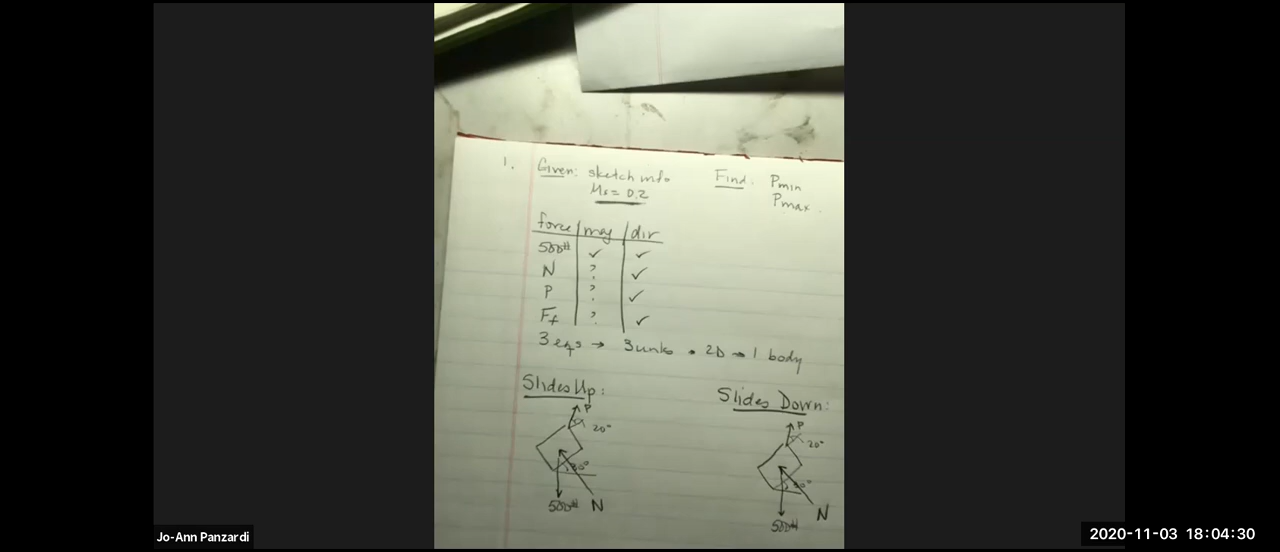 1. Given: sketch info Find: Pmin
μs = 0.2 Pmax.
force mag dir
500# ✓ ✓
N ? ✓
P ? ✓
Ff ? ✓
3 eqs → 3 unks • 2D → 1 body
Slides Up: Slides Down:
P P
20° 20°
30° 30°
500# N 500# N
Jo-Ann Panzardi
2020-11-03 18:04:30